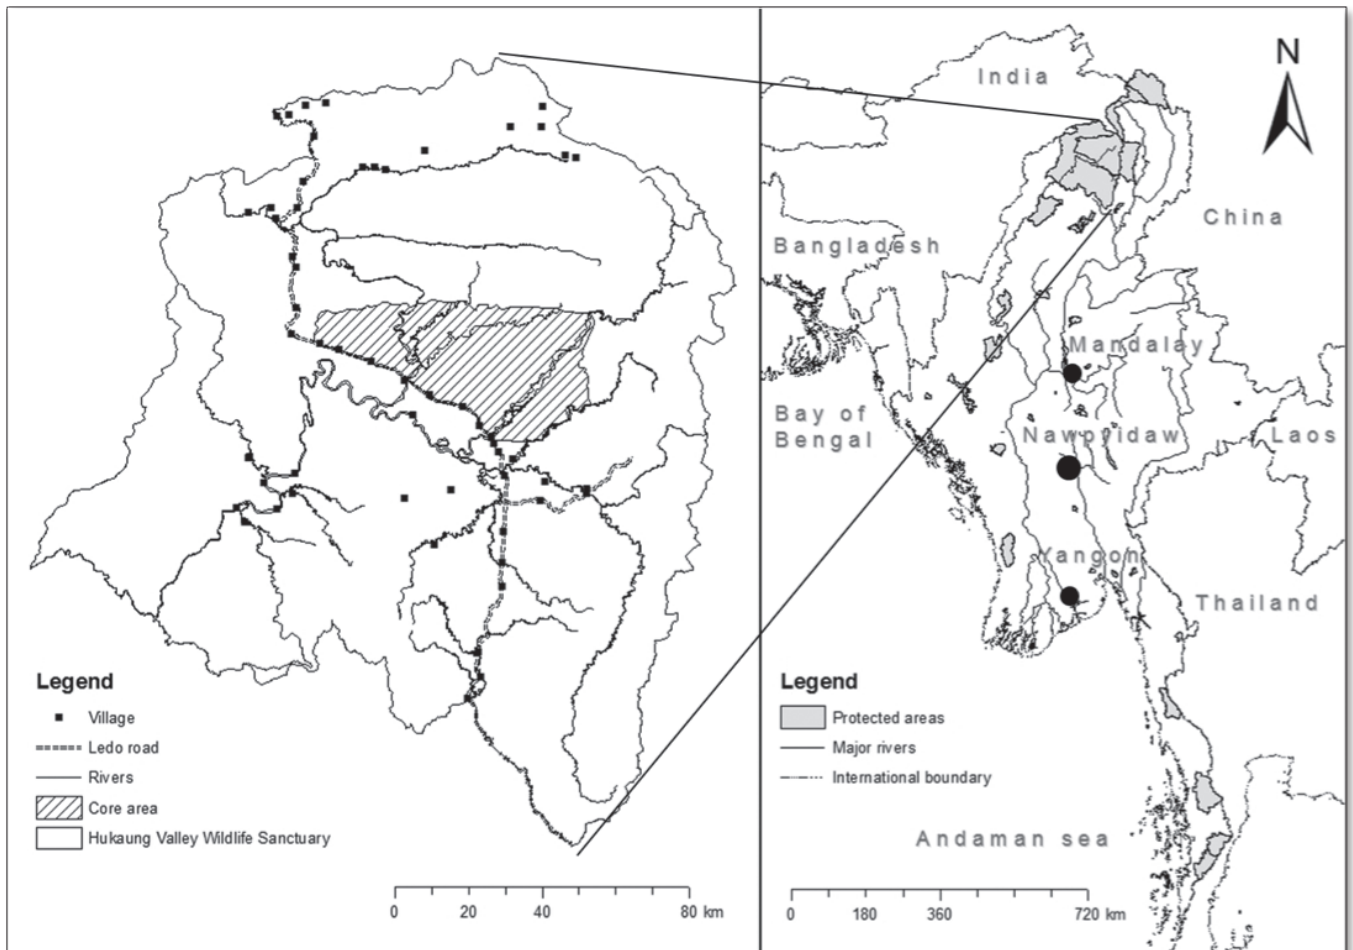 Legend
Village
Ledo road
Rivers
Core area
Hukaung Valley Wildlife Sanctuary
0 20 40 80 km
N
India
China
Bangladesh
Mandalay
Bay of
Bengal
Nawpyidaw
Laos
Yangon
Thailand
Legend
Protected areas
Major rivers
International boundary
Andaman sea
0 180 360 720 km